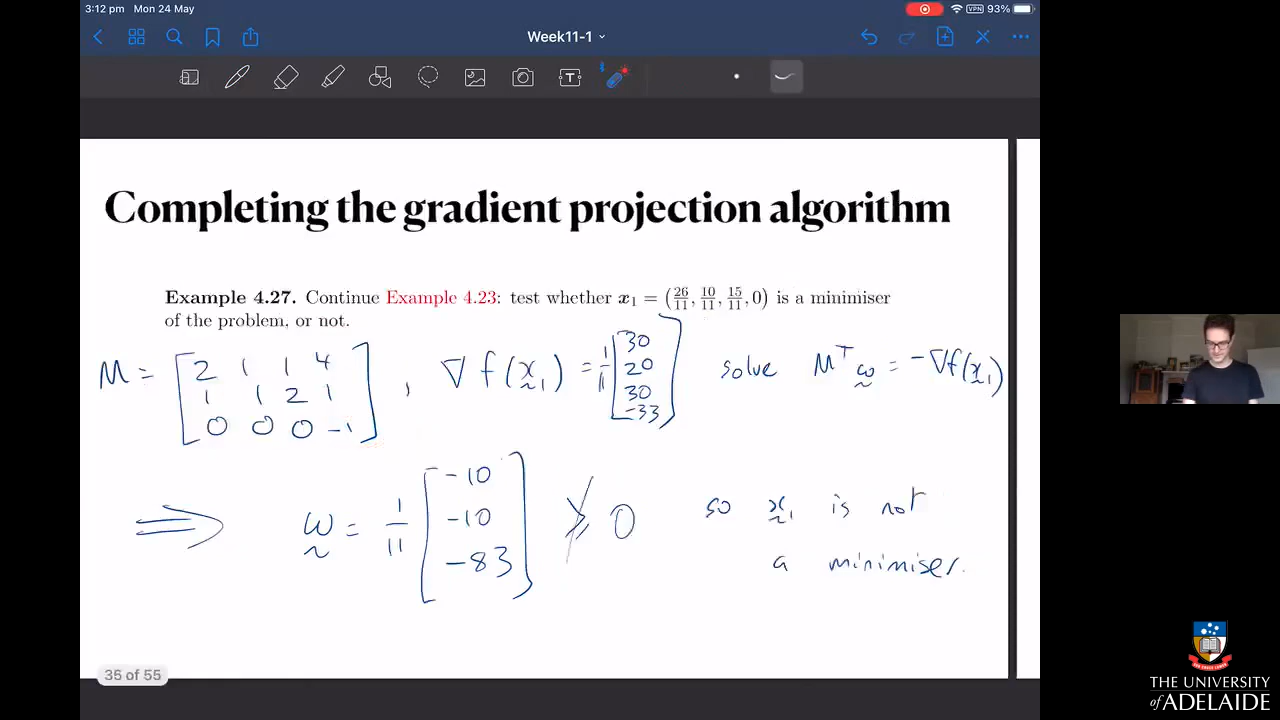 3:12 pm Mon 24 May
VPN 93%
Week11-1
T
Completing the gradient projection algorithm
Example 4.27. Continue Example 4.23: test whether x₁ = (26/11, 10/11, 15/11, 0) is a minimiser
of the problem, or not.
M = [2 1 1 4; 1 1 2 1; 0 0 0 -1], ∇f(x₁) = 1/11 [30; 20; 30; -33] solve Mᵀω = -∇f(x₁)
⟹ ω = 1/11 [-10; -10; -83] ≱ 0 so x₁ is not
a minimiser.
35 of 55
THE UNIVERSITY
of ADELAIDE